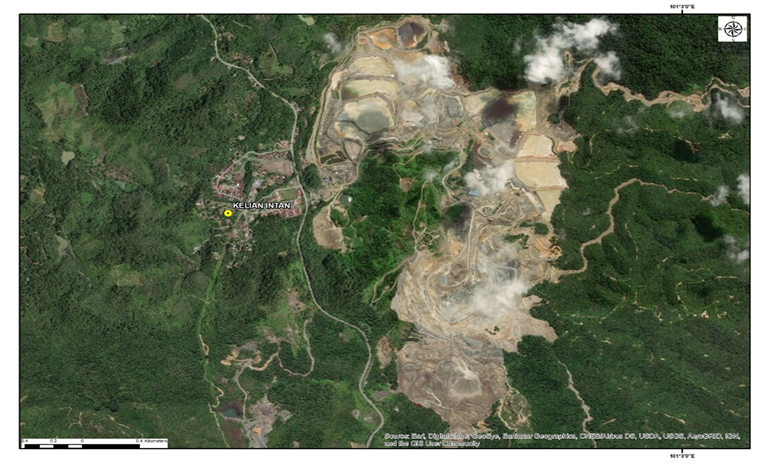 101°3'0"E
N
KELIAN INTAN
0.4 0.2 0 0.4 Kilometers
Source: Esri, DigitalGlobe, GeoEye, Earthstar Geographics, CNES/Airbus DS, USDA, USGS, AeroGRID, IGN,
and the GIS User Community
101°3'0"E